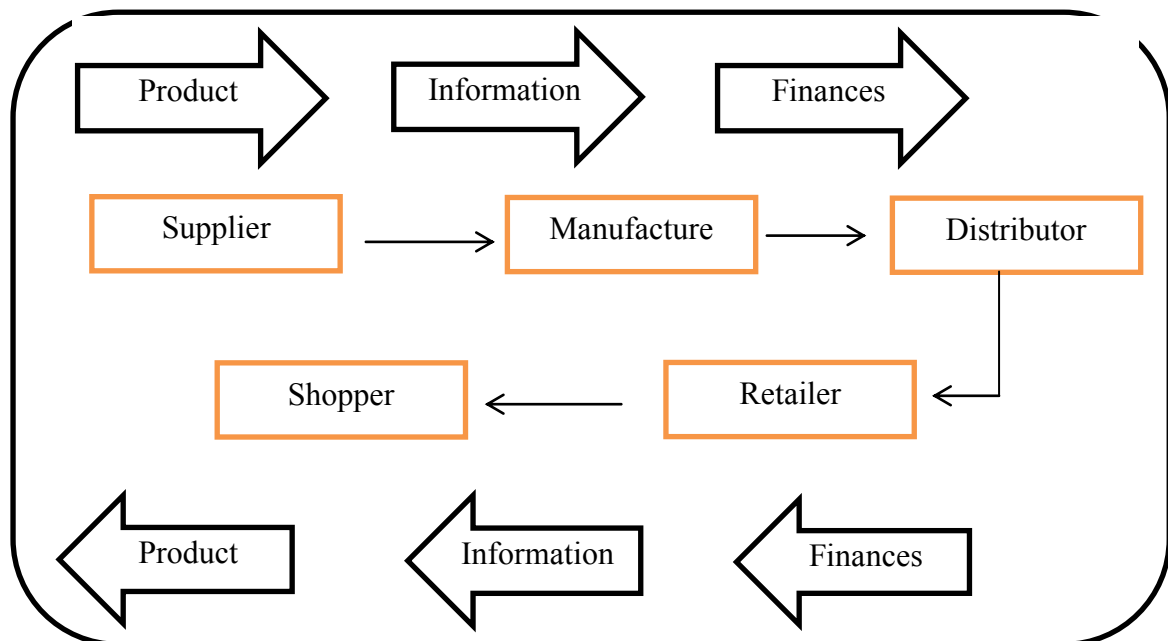 Product
Information
Finances
Supplier
Manufacture
Distributor
Shopper
Retailer
Product
Information
Finances